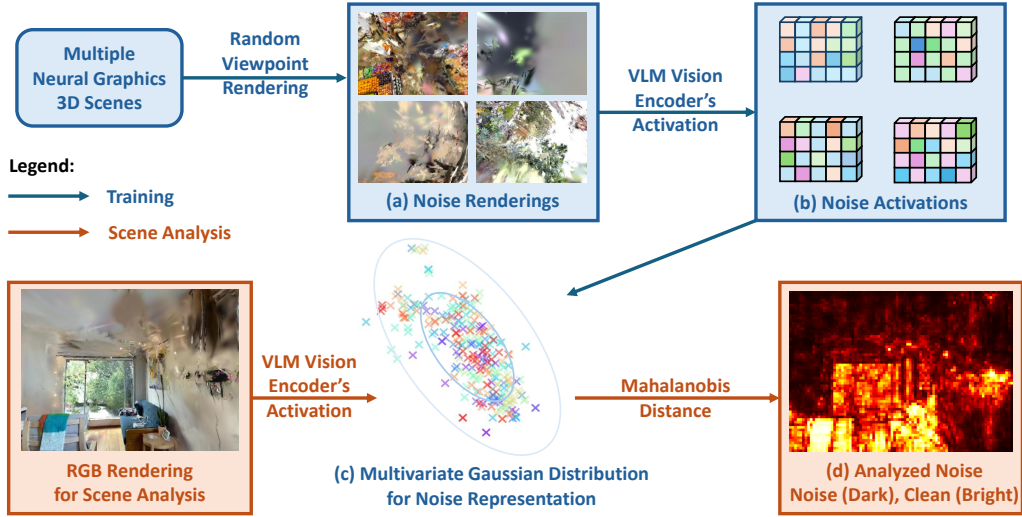 Multiple
Neural Graphics
3D Scenes
Random
Viewpoint
Rendering
(a) Noise Renderings
VLM Vision
Encoder's
Activation
(b) Noise Activations
Legend:
Training
Scene Analysis
RGB Rendering
for Scene Analysis
VLM Vision
Encoder's
Activation
(c) Multivariate Gaussian Distribution
for Noise Representation
Mahalanobis
Distance
(d) Analyzed Noise
Noise (Dark), Clean (Bright)